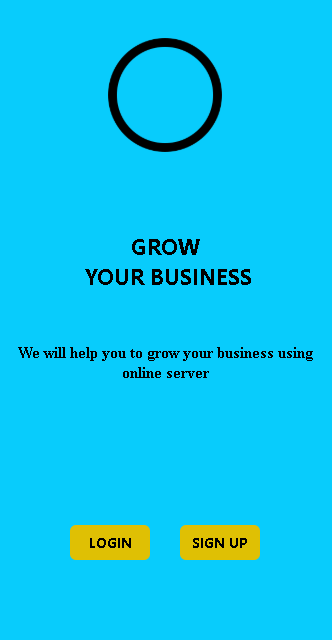 GROW
YOUR BUSINESS
We will help you to grow your business using
online server
LOGIN
SIGN UP